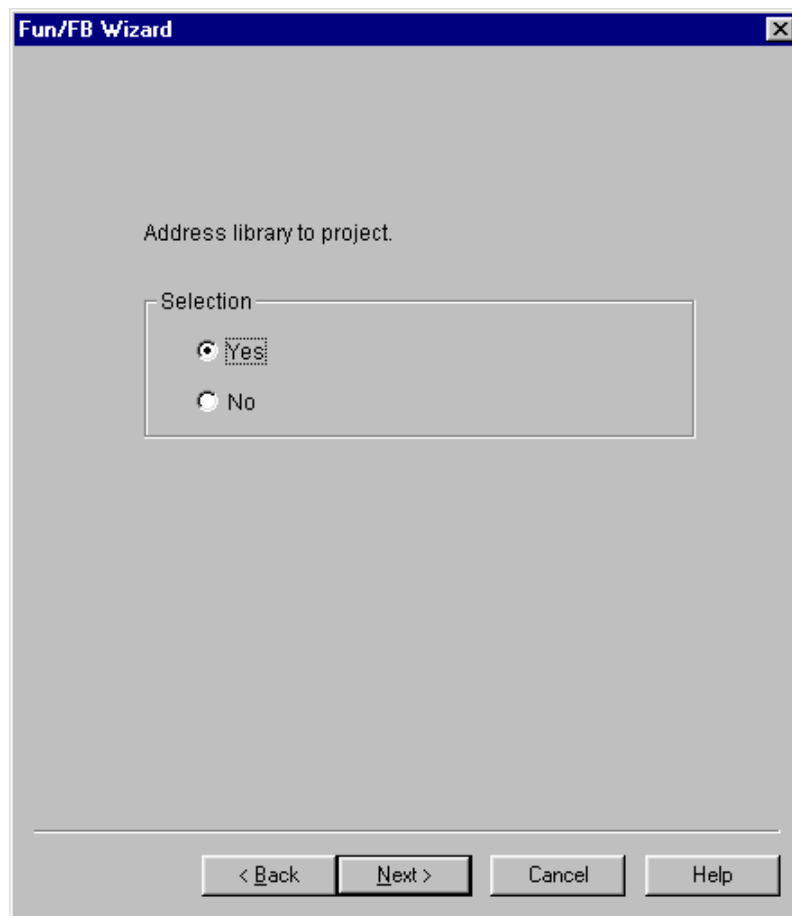 Fun/FB Wizard
Address library to project.
Selection
Yes
No
< Back Next > Cancel Help